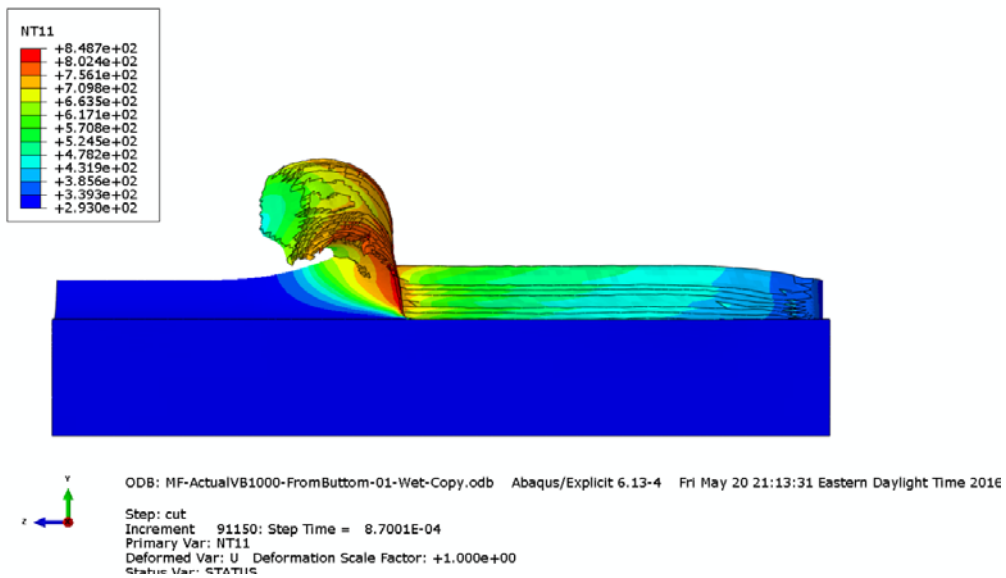 NT11
+8.487e+02
+8.024e+02
+7.561e+02
+7.098e+02
+6.635e+02
+6.171e+02
+5.708e+02
+5.245e+02
+4.782e+02
+4.319e+02
+3.856e+02
+3.393e+02
+2.930e+02
Y
Z
ODB: MF-ActualVB1000-FromButtom-01-Wet-Copy.odb Abaqus/Explicit 6.13-4 Fri May 20 21:13:31 Eastern Daylight Time 2016
Step: cut
Increment 91150: Step Time = 8.7001E-04
Primary Var: NT11
Deformed Var: U Deformation Scale Factor: +1.000e+00
Status Var: STATUS